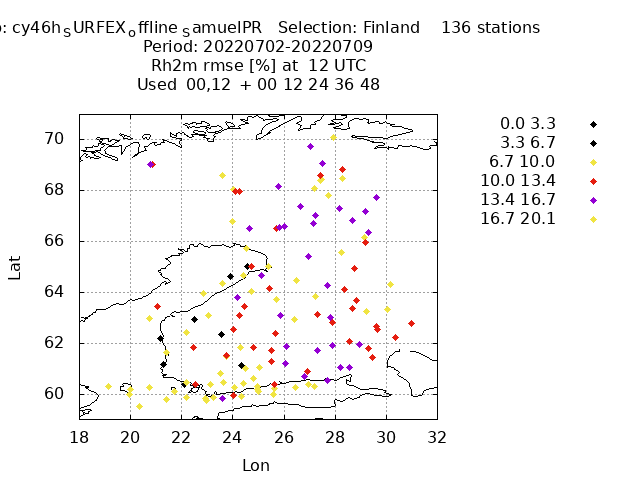 : cy46h_SURFEX_offline_SamuelPR Selection: Finland 136 stations
Period: 20220702-20220709
Rh2m rmse [%] at 12 UTC
Used 00,12 + 00 12 24 36 48
0.0 3.3
3.3 6.7
6.7 10.0
10.0 13.4
13.4 16.7
16.7 20.1
Lat
70
68
66
64
62
60
18 20 22 24 26 28 30 32
Lon